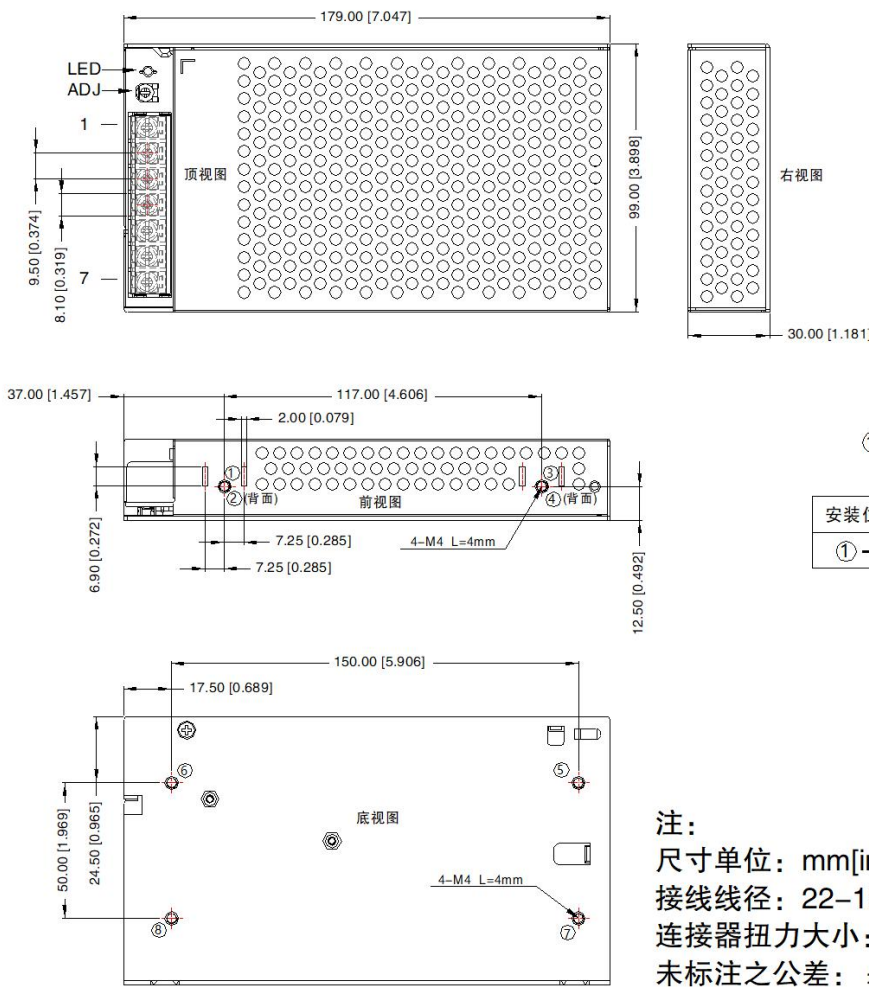 179.00 [7.047]
LED
ADJ
1
顶视图
右视图
99.00 [3.898]
9.50 [0.374]
8.10 [0.319]
7
30.00 [1.181]
37.00 [1.457]
117.00 [4.606]
2.00 [0.079]
① ③
②(背面) 前视图 ④(背面)
6.90 [0.272]
7.25 [0.285]
4-M4 L=4mm
7.25 [0.285]
12.50 [0.492]
安装
①-
150.00 [5.906]
17.50 [0.689]
⑥ ⑤
底视图
50.00 [1.969]
24.50 [0.965]
4-M4 L=4mm
⑧ ⑦
注：
尺寸单位：mm[in
接线线径：22-1
连接器扭力大小：
未标注之公差：